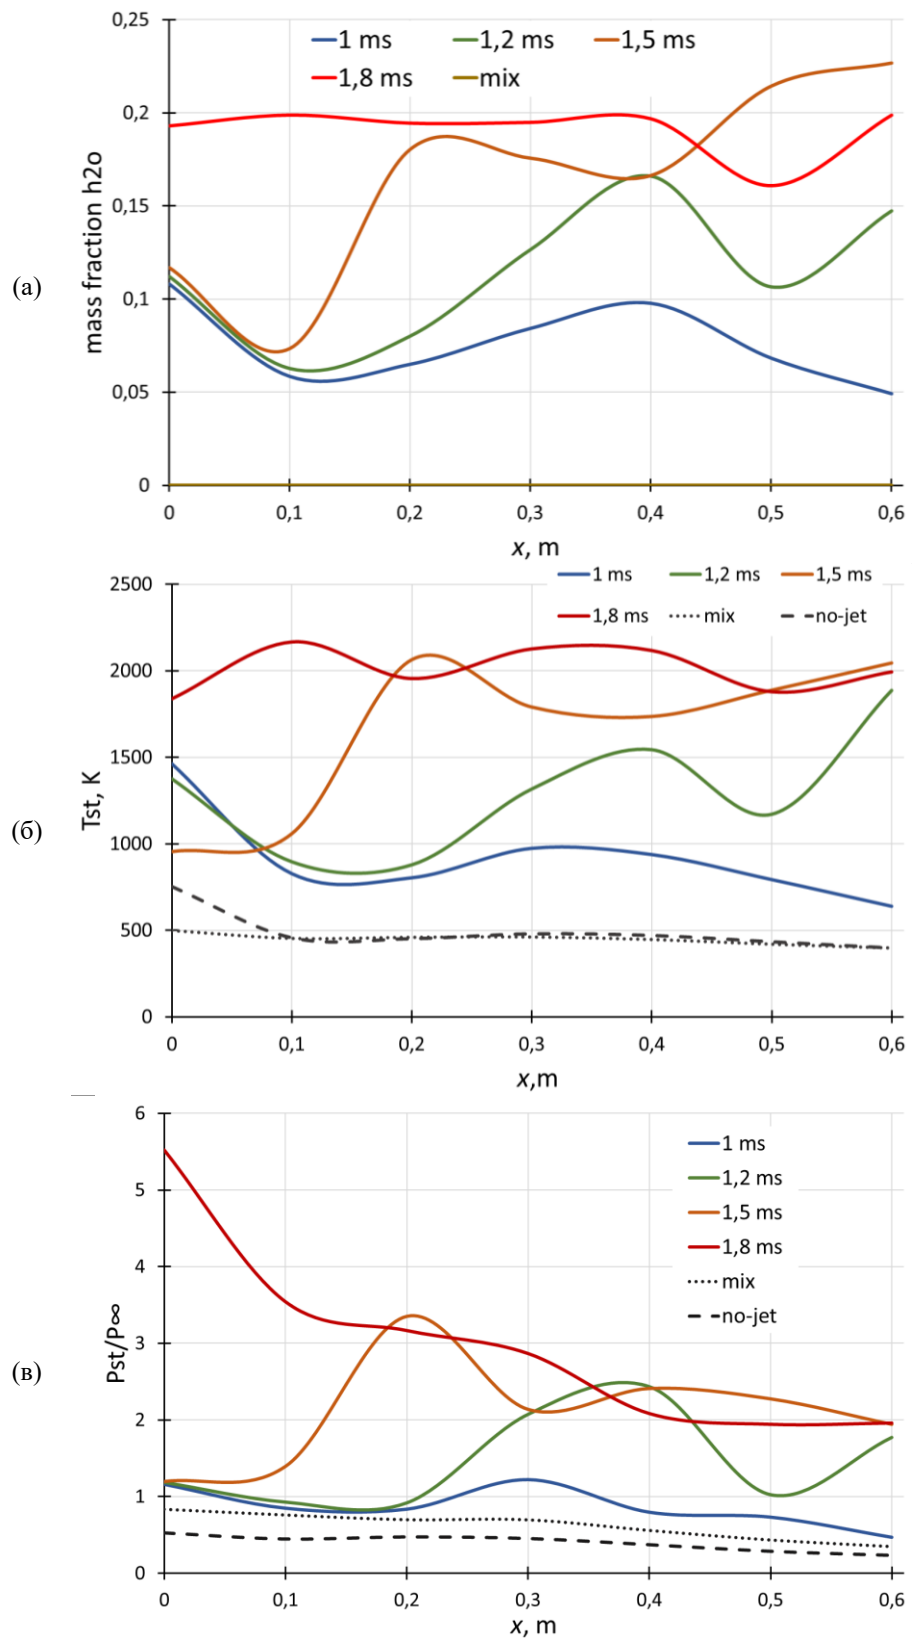 0,25
1 ms 1,2 ms 1,5 ms
1,8 ms mix
0,2
0,15
mass fraction h2o
(а)
0,1
0,05
0
0 0,1 0,2 0,3 0,4 0,5 0,6
x, m
2500
1 ms 1,2 ms 1,5 ms
1,8 ms mix no-jet
2000
1500
Tst, K
(б)
1000
500
0
0 0,1 0,2 0,3 0,4 0,5 0,6
x,m
6
1 ms
1,2 ms
1,5 ms
1,8 ms
mix
no-jet
5
4
3
Pst/P∞
(в)
2
1
0
0 0,1 0,2 0,3 0,4 0,5 0,6
x, m